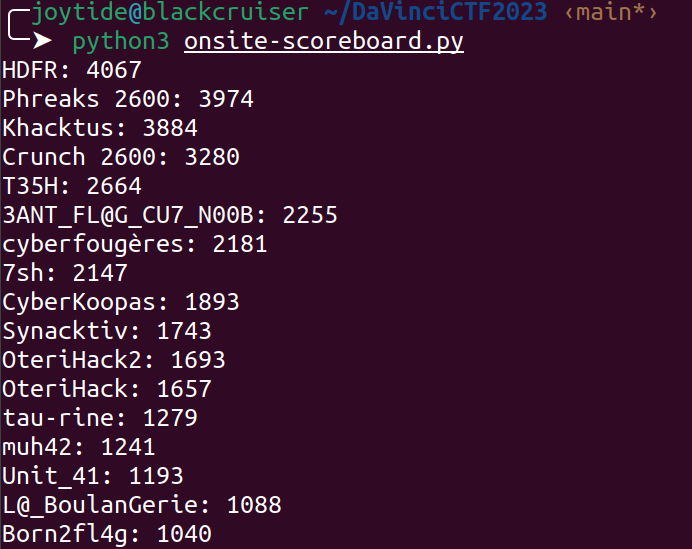 joytide@blackcruiser ~/DaVinciCTF2023 ‹main*›
➤ python3 onsite-scoreboard.py
HDFR: 4067
Phreaks 2600: 3974
Khacktus: 3884
Crunch 2600: 3280
T35H: 2664
3ANT_FL@G_CU7_N00B: 2255
cyberfougères: 2181
7sh: 2147
CyberKoopas: 1893
Synacktiv: 1743
OteriHack2: 1693
OteriHack: 1657
tau-rine: 1279
muh42: 1241
Unit_41: 1193
L@_BoulanGerie: 1088
Born2fl4g: 1040